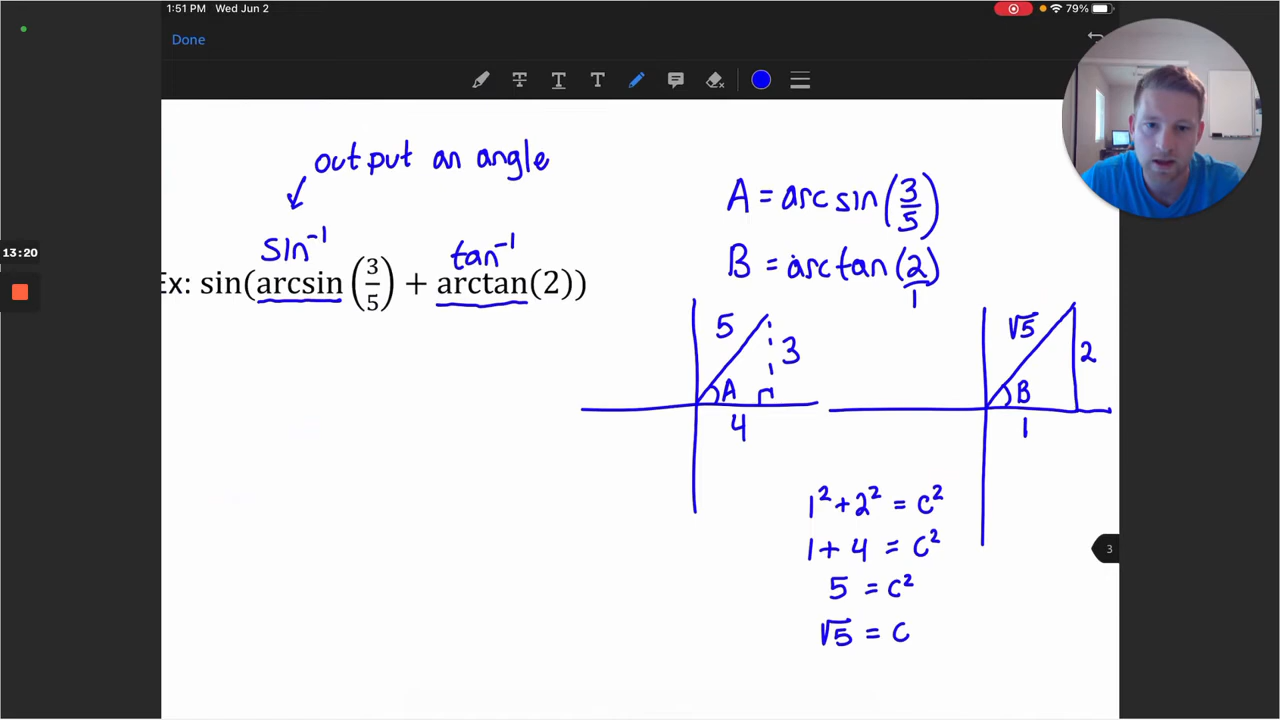 1:51 PM Wed Jun 2
79%
Done
13:20
output an angle
sin⁻¹
tan⁻¹
Ex: sin(arcsin (3/5) + arctan(2))
A = arcsin(3/5)
B = arctan(2/1)
5
3
A
4
√5
2
B
1
1² + 2² = c²
1 + 4 = c²
5 = c²
√5 = c
3